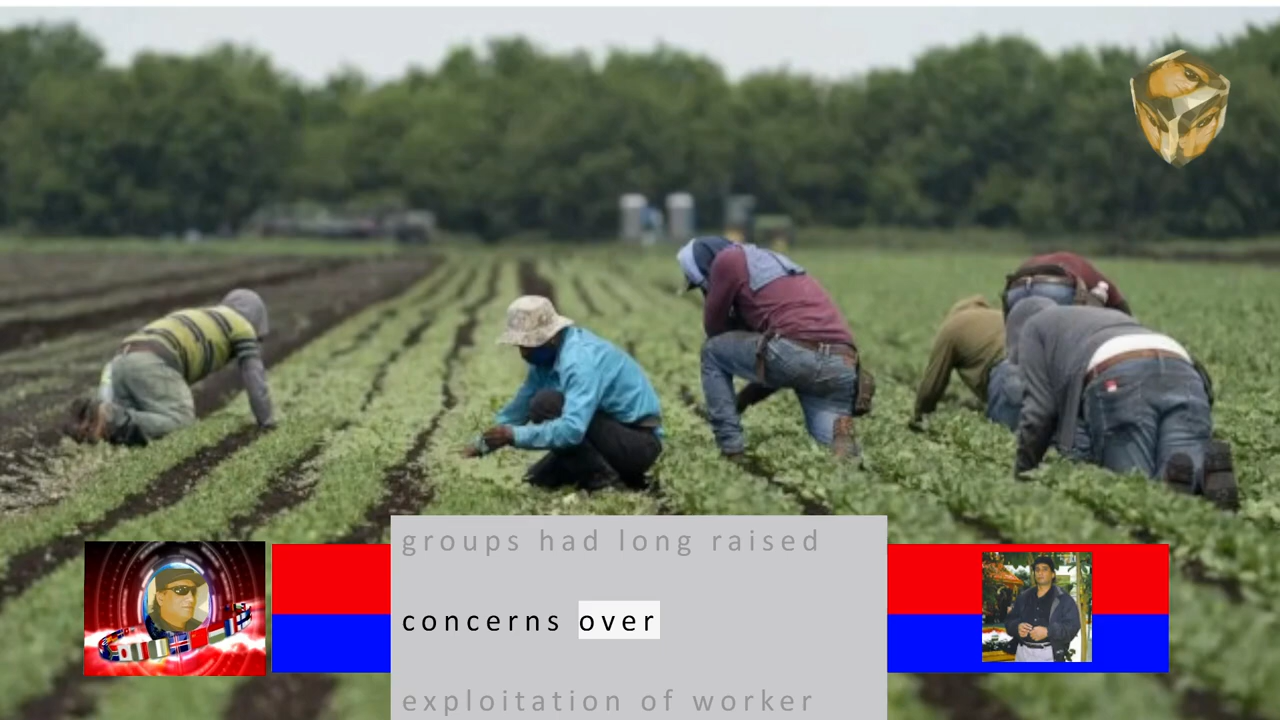 groups had long raised
concerns over
exploitation of worker